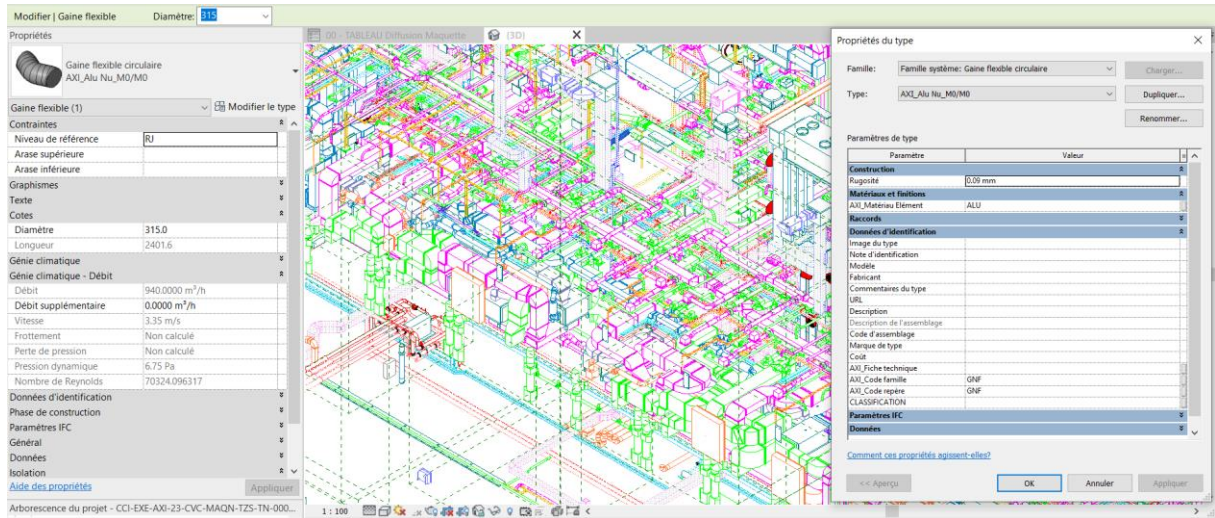 Modifier | Gaine flexible Diamètre: 315
Propriétés
Gaine flexible circulaire
AXI_Alu Nu_M0/M0
Gaine flexible (1) Modifier le type
Contraintes
Niveau de référence RJ
Arase supérieure
Arase inférieure
Graphismes
Texte
Cotes
Diamètre 315.0
Longueur 2401.6
Génie climatique
Génie climatique - Débit
Débit 940.0000 m³/h
Débit supplémentaire 0.0000 m³/h
Vitesse 3.35 m/s
Frottement Non calculé
Perte de pression Non calculé
Pression dynamique 6.75 Pa
Nombre de Reynolds 70324.096317
Données d'identification
Phase de construction
Paramètres IFC
Général
Données
Isolation
Aide des propriétés Appliquer
Arborescence du projet - CCI-EXE-AXI-23-CVC-MAQN-TZS-TN-000...
00 - TABLEAU Diffusion Maquette {3D} X
1 : 100
Propriétés du type
Famille: Famille système: Gaine flexible circulaire Charger...
Type: AXI_Alu Nu_M0/M0 Dupliquer...
Renommer...
Paramètres de type
Paramètre Valeur =
Construction
Rugosité 0.09 mm
Matériaux et finitions
AXI_Matériau Elément ALU
Raccords
Données d'identification
Image du type
Note d'identification
Modèle
Fabricant
Commentaires du type
URL
Description
Description de l'assemblage
Code d'assemblage
Marque de type
Coût
AXI_Fiche technique
AXI_Code famille GNF
AXI_Code repère GNF
CLASSIFICATION
Paramètres IFC
Données
Comment ces propriétés agissent-elles?
<< Aperçu OK Annuler Appliquer